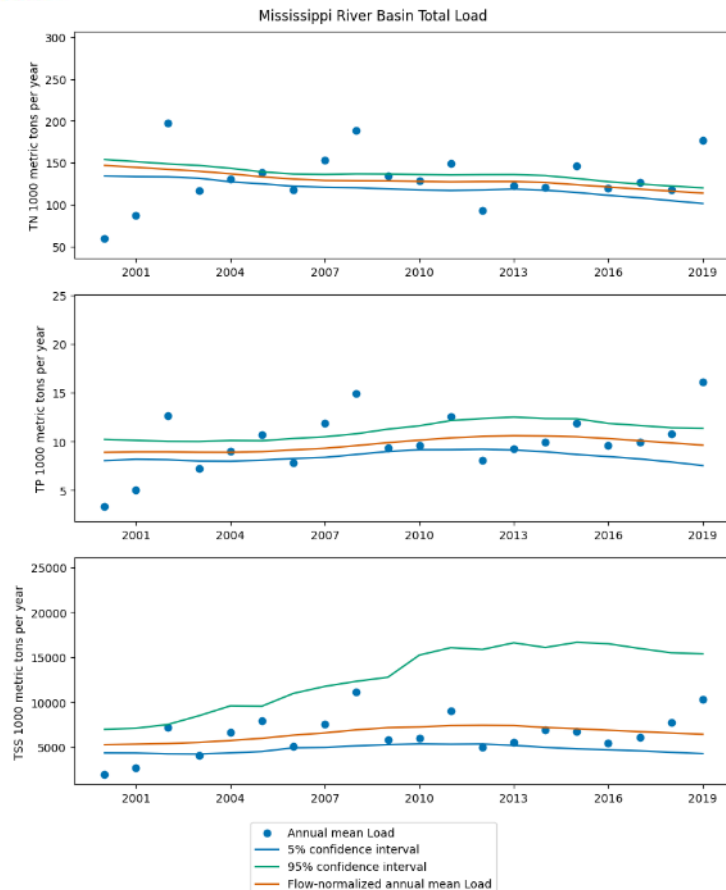 Mississippi River Basin Total Load
TN 1000 metric tons per year
300
250
200
150
100
50
2001 2004 2007 2010 2013 2016 2019
TP 1000 metric tons per year
25
20
15
10
5
2001 2004 2007 2010 2013 2016 2019
TSS 1000 metric tons per year
25000
20000
15000
10000
5000
2001 2004 2007 2010 2013 2016 2019
Annual mean Load
5% confidence interval
95% confidence interval
Flow-normalized annual mean Load